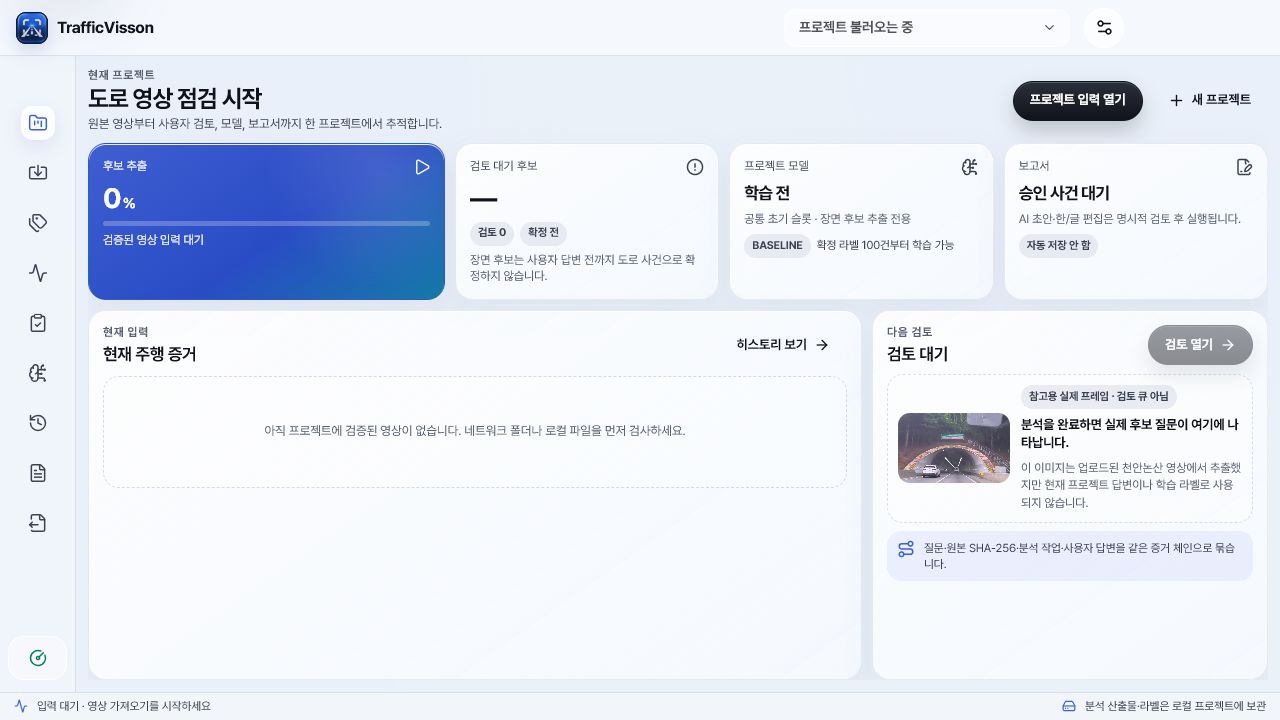 TrafficVisson
프로젝트 불러오는 중
현재 프로젝트
도로 영상 점검 시작
원본 영상부터 사용자 검토, 모델, 보고서까지 한 프로젝트에서 추적합니다.
프로젝트 입력 열기
새 프로젝트
후보 추출
0%
검증된 영상 입력 대기
검토 대기 후보
—
검토 0
확정 전
장면 후보는 사용자 답변 전까지 도로 사건으로 확
정하지 않습니다.
프로젝트 모델
학습 전
공통 초기 슬롯 · 장면 후보 추출 전용
BASELINE
확정 라벨 100건부터 학습 가능
보고서
승인 사건 대기
AI 초안·한/글 편집은 명시적 검토 후 실행됩니다.
자동 저장 안 함
현재 입력
현재 주행 증거
히스토리 보기
아직 프로젝트에 검증된 영상이 없습니다. 네트워크 폴더나 로컬 파일을 먼저 검사하세요.
다음 검토
검토 대기
검토 열기
참고용 실제 프레임 · 검토 큐 아님
분석을 완료하면 실제 후보 질문이 여기에 나
타납니다.
이 이미지는 업로드된 천안논산 영상에서 추출했
지만 현재 프로젝트 답변이나 학습 라벨로 사용
되지 않습니다.
질문·원본 SHA-256·분석 작업·사용자 답변을 같은 증거 체인으로 묶습
니다.
입력 대기 · 영상 가져오기를 시작하세요
분석 산출물·라벨은 로컬 프로젝트에 보관